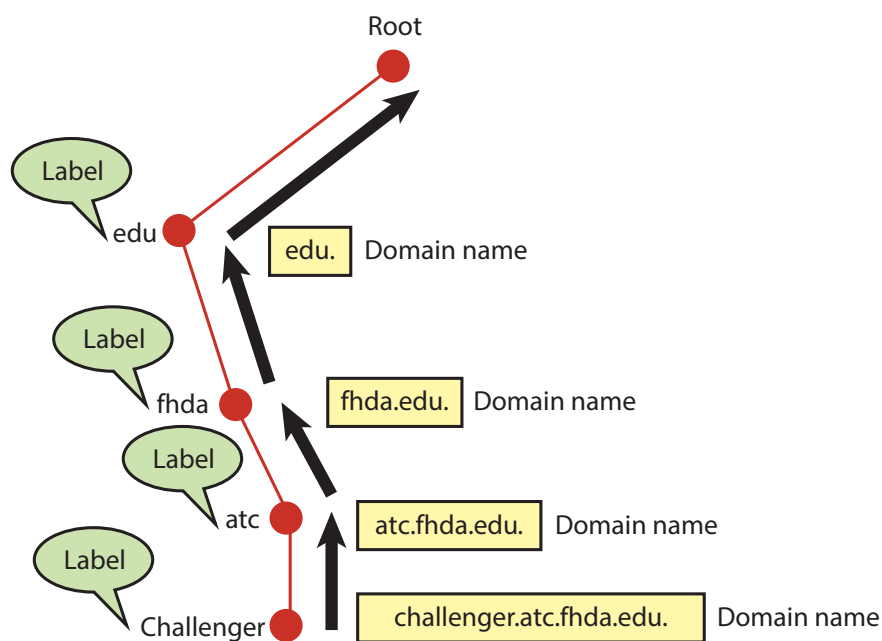 Root
Label
edu
edu. Domain name
Label
fhda
fhda.edu. Domain name
Label
atc
atc.fhda.edu. Domain name
Label
Challenger
challenger.atc.fhda.edu. Domain name